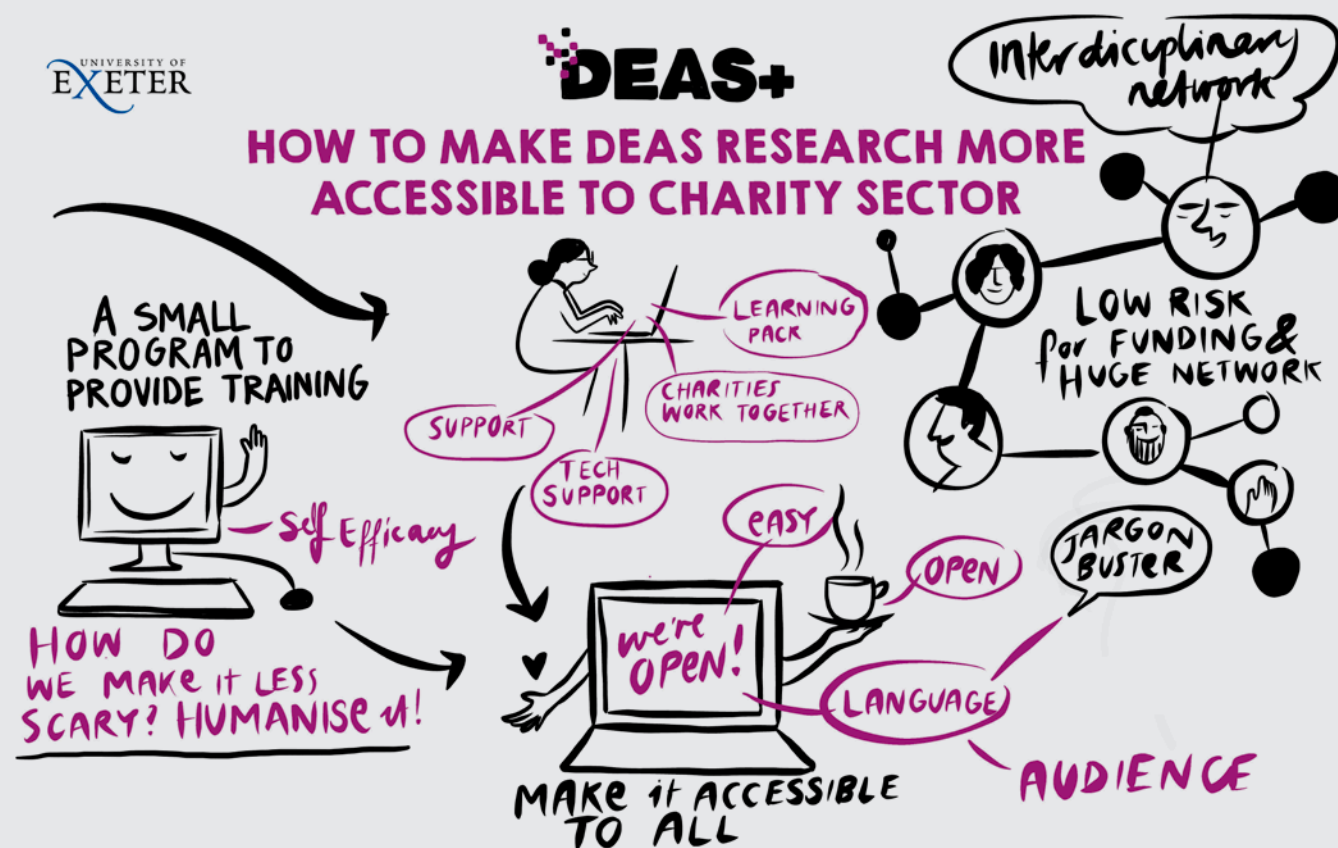 UNIVERSITY OF
EXETER
DEAS+
Interdicuplinary
network
HOW TO MAKE DEAS RESEARCH MORE
ACCESSIBLE TO CHARITY SECTOR
A SMALL
PROGRAM TO
PROVIDE TRAINING
LEARNING
PACK
CHARITIES
WORK TOGETHER
SUPPORT
TECH
SUPPORT
LOW RISK
for FUNDING &
HUGE NETWORK
Self Efficacy
HOW DO
WE MAKe iT LESS
SCARY? HUMANISe it!
eASY
we're
OPeN!
OPeN
LANGUAGE
JARGON
BUSTeR
AUDIENCE
MAKe it ACCESSIBLE
TO ALL